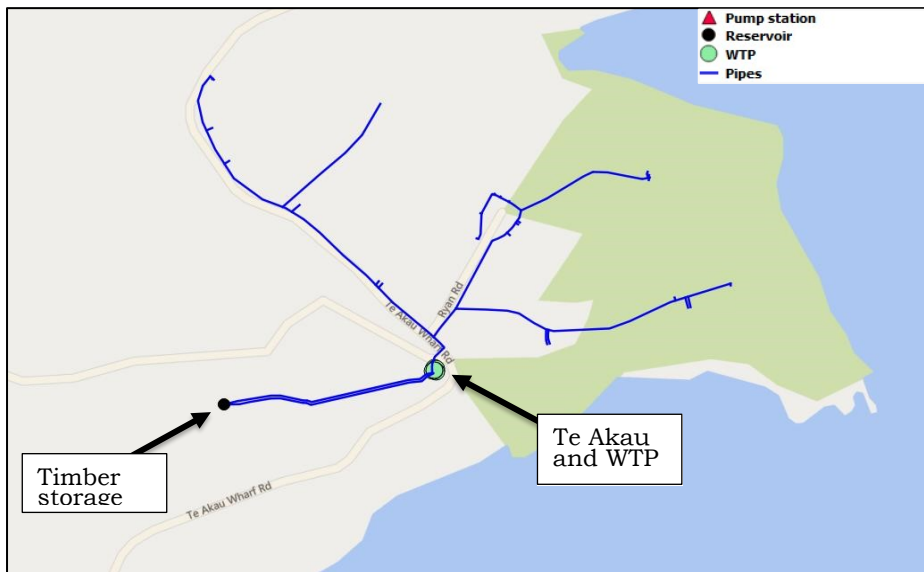 Pump station
Reservoir
WTP
Pipes
Ryan Rd
Te Akau Wharf Rd
Te Akau
and WTP
Timber
storage
Te Akau Wharf Rd